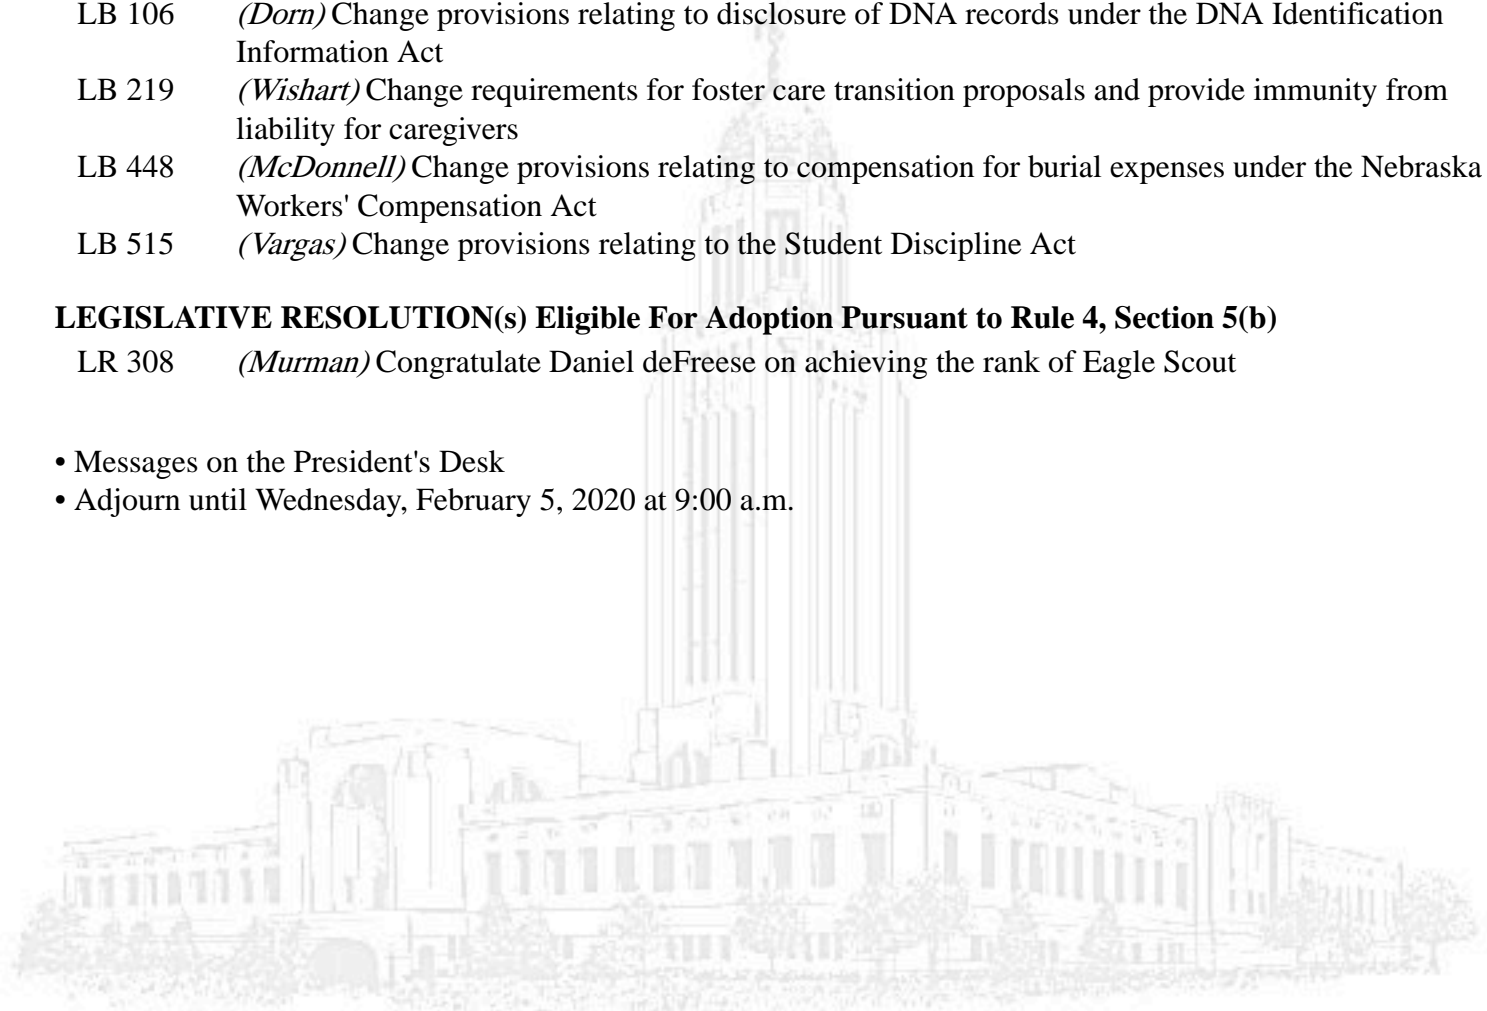 LB 106 (Dorn) Change provisions relating to disclosure of DNA records under the DNA Identification
Information Act
LB 219 (Wishart) Change requirements for foster care transition proposals and provide immunity from
liability for caregivers
LB 448 (McDonnell) Change provisions relating to compensation for burial expenses under the Nebraska
Workers' Compensation Act
LB 515 (Vargas) Change provisions relating to the Student Discipline Act
LEGISLATIVE RESOLUTION(s) Eligible For Adoption Pursuant to Rule 4, Section 5(b)
LR 308 (Murman) Congratulate Daniel deFreese on achieving the rank of Eagle Scout
• Messages on the President's Desk
• Adjourn until Wednesday, February 5, 2020 at 9:00 a.m.